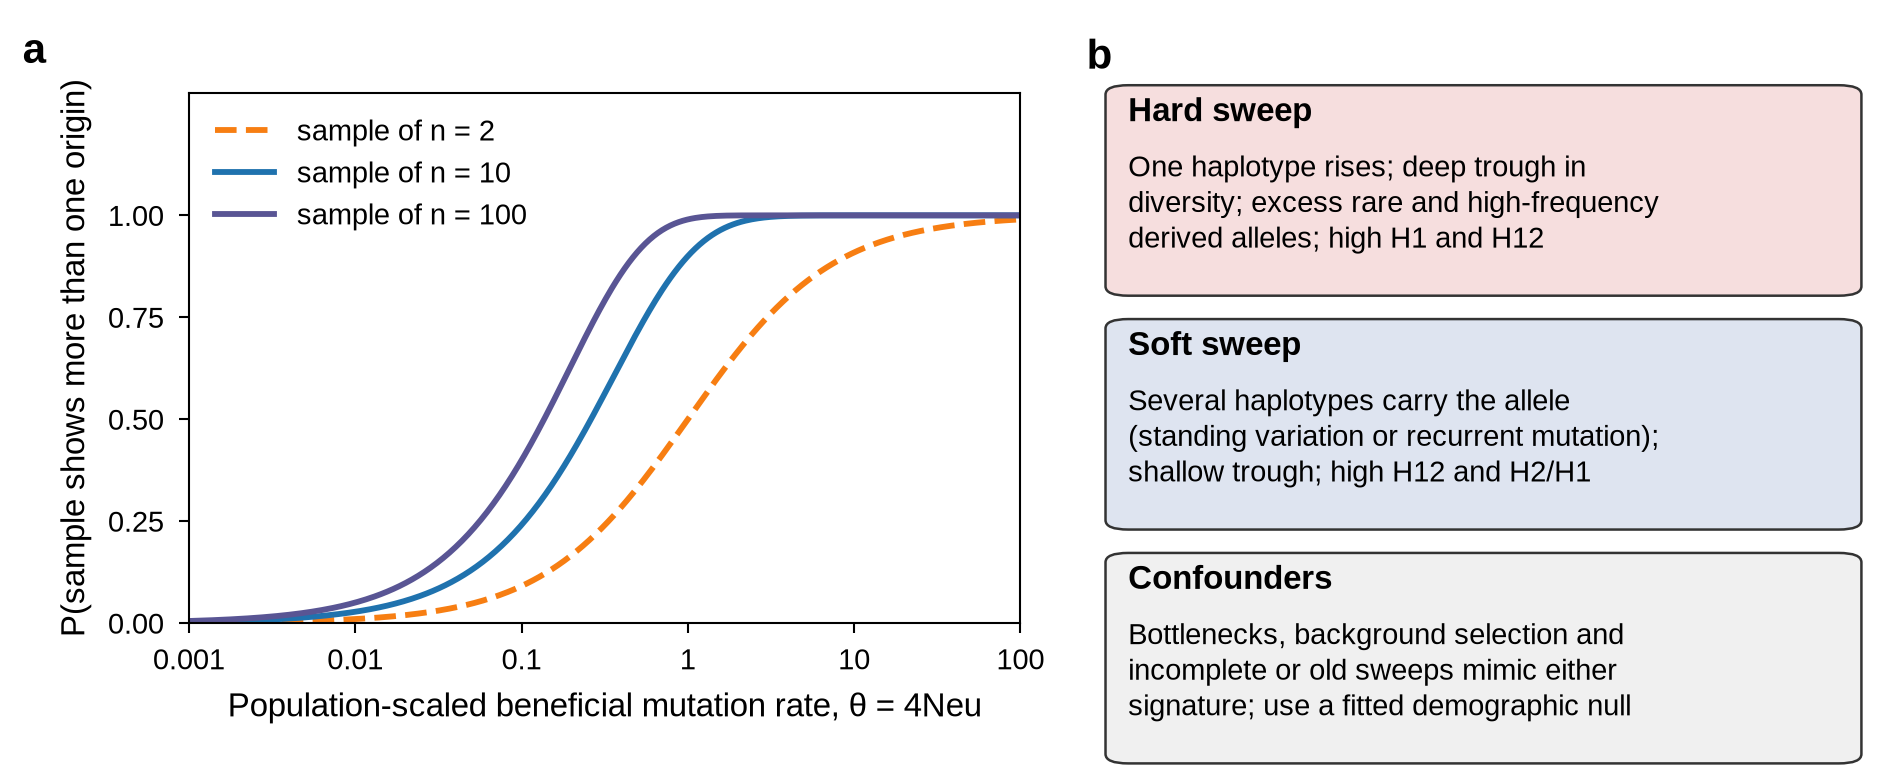 a
P(sample shows more than one origin)
sample of n = 2
sample of n = 10
sample of n = 100
1.00
0.75
0.50
0.25
0.00
0.001
0.01
0.1
1
10
100
Population-scaled beneficial mutation rate, θ = 4Neu
b
Hard sweep
One haplotype rises; deep trough in
diversity; excess rare and high-frequency
derived alleles; high H1 and H12
Soft sweep
Several haplotypes carry the allele
(standing variation or recurrent mutation);
shallow trough; high H12 and H2/H1
Confounders
Bottlenecks, background selection and
incomplete or old sweeps mimic either
signature; use a fitted demographic null